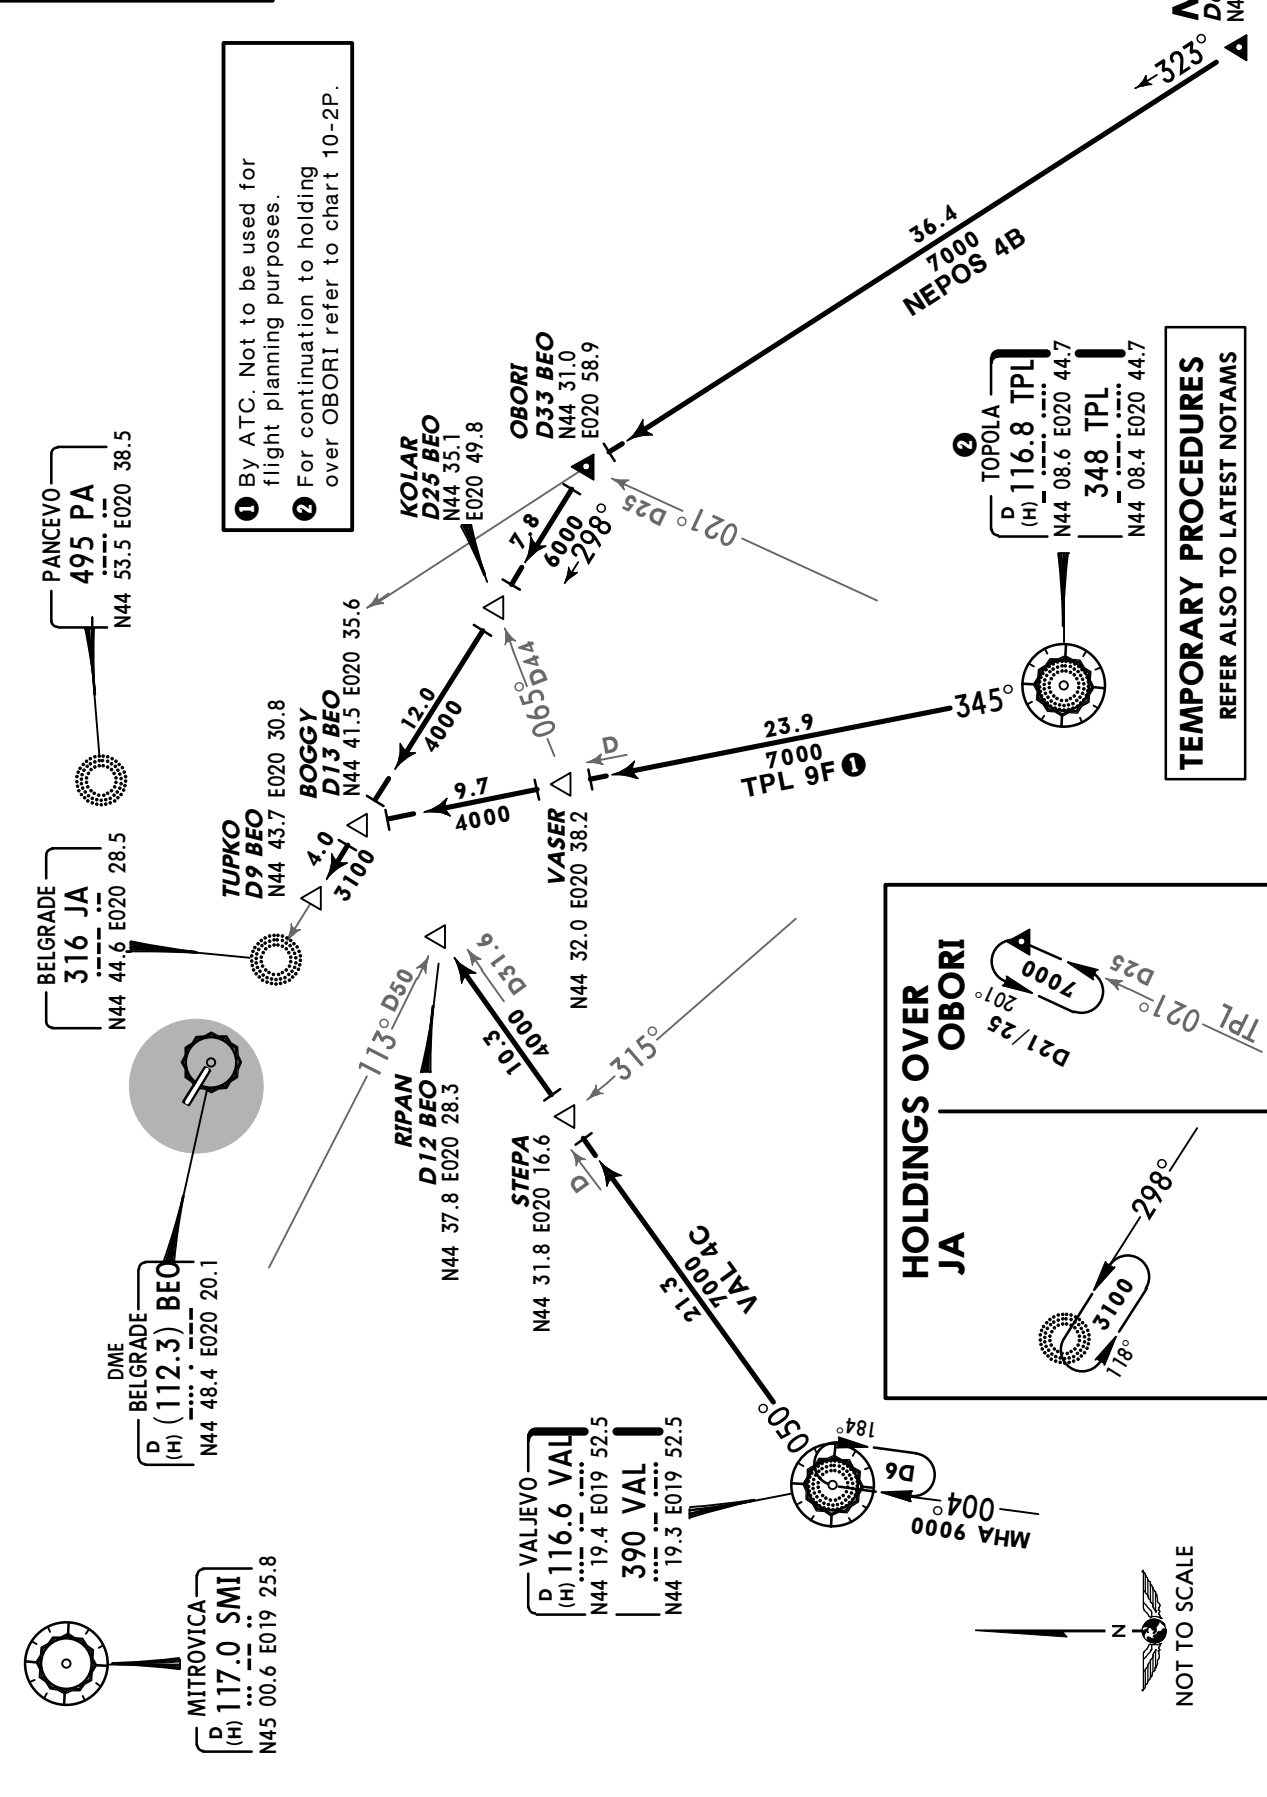 ❶ By ATC. Not to be used for
flight planning purposes.
❷ For continuation to holding
over OBORI refer to chart 10-2P.
PANCEVO
495 PA
N44 53.5 E020 38.5
BELGRADE
316 JA
N44 44.6 E020 28.5
DME
BELGRADE
D
(H) (112.3) BEO
N44 48.4 E020 20.1
MITROVICA
D
(H) 117.0 SMI
N45 00.6 E019 25.8
TUPKO
D9 BEO
N44 43.7 E020 30.8
BOGGY
D13 BEO
N44 41.5 E020 35.6
KOLAR
D25 BEO
N44 35.1
E020 49.8
OBORI
D33 BEO
N44 31.0
E020 58.9
323°
36.4
7000
NEPOS 4B
7.8
6000
298°
021° D25
12.0
4000
065° D44
4.0
3100
9.7
4000
VASER
N44 32.0 E020 38.2
D
23.9
7000
TPL 9F ❶
345°
❷
TOPOLA
D
(H) 116.8 TPL
N44 08.6 E020 44.7
348 TPL
N44 08.4 E020 44.7
RIPAN
D12 BEO
N44 37.8 E020 28.3
113° D50
D31.6
10.3
4000
315°
STEPA
N44 31.8 E020 16.6
D
21.3
7000
VAL 4C
050°
VALJEVO
D
(H) 116.6 VAL
N44 19.4 E019 52.5
390 VAL
N44 19.3 E019 52.5
184°
D6
004°
MHA 9000
HOLDINGS OVER
JA
OBORI
298°
3100
118°
7000
201°
D21/25
D25
021°
TPL
TEMPORARY PROCEDURES
REFER ALSO TO LATEST NOTAMS
N
NOT TO SCALE